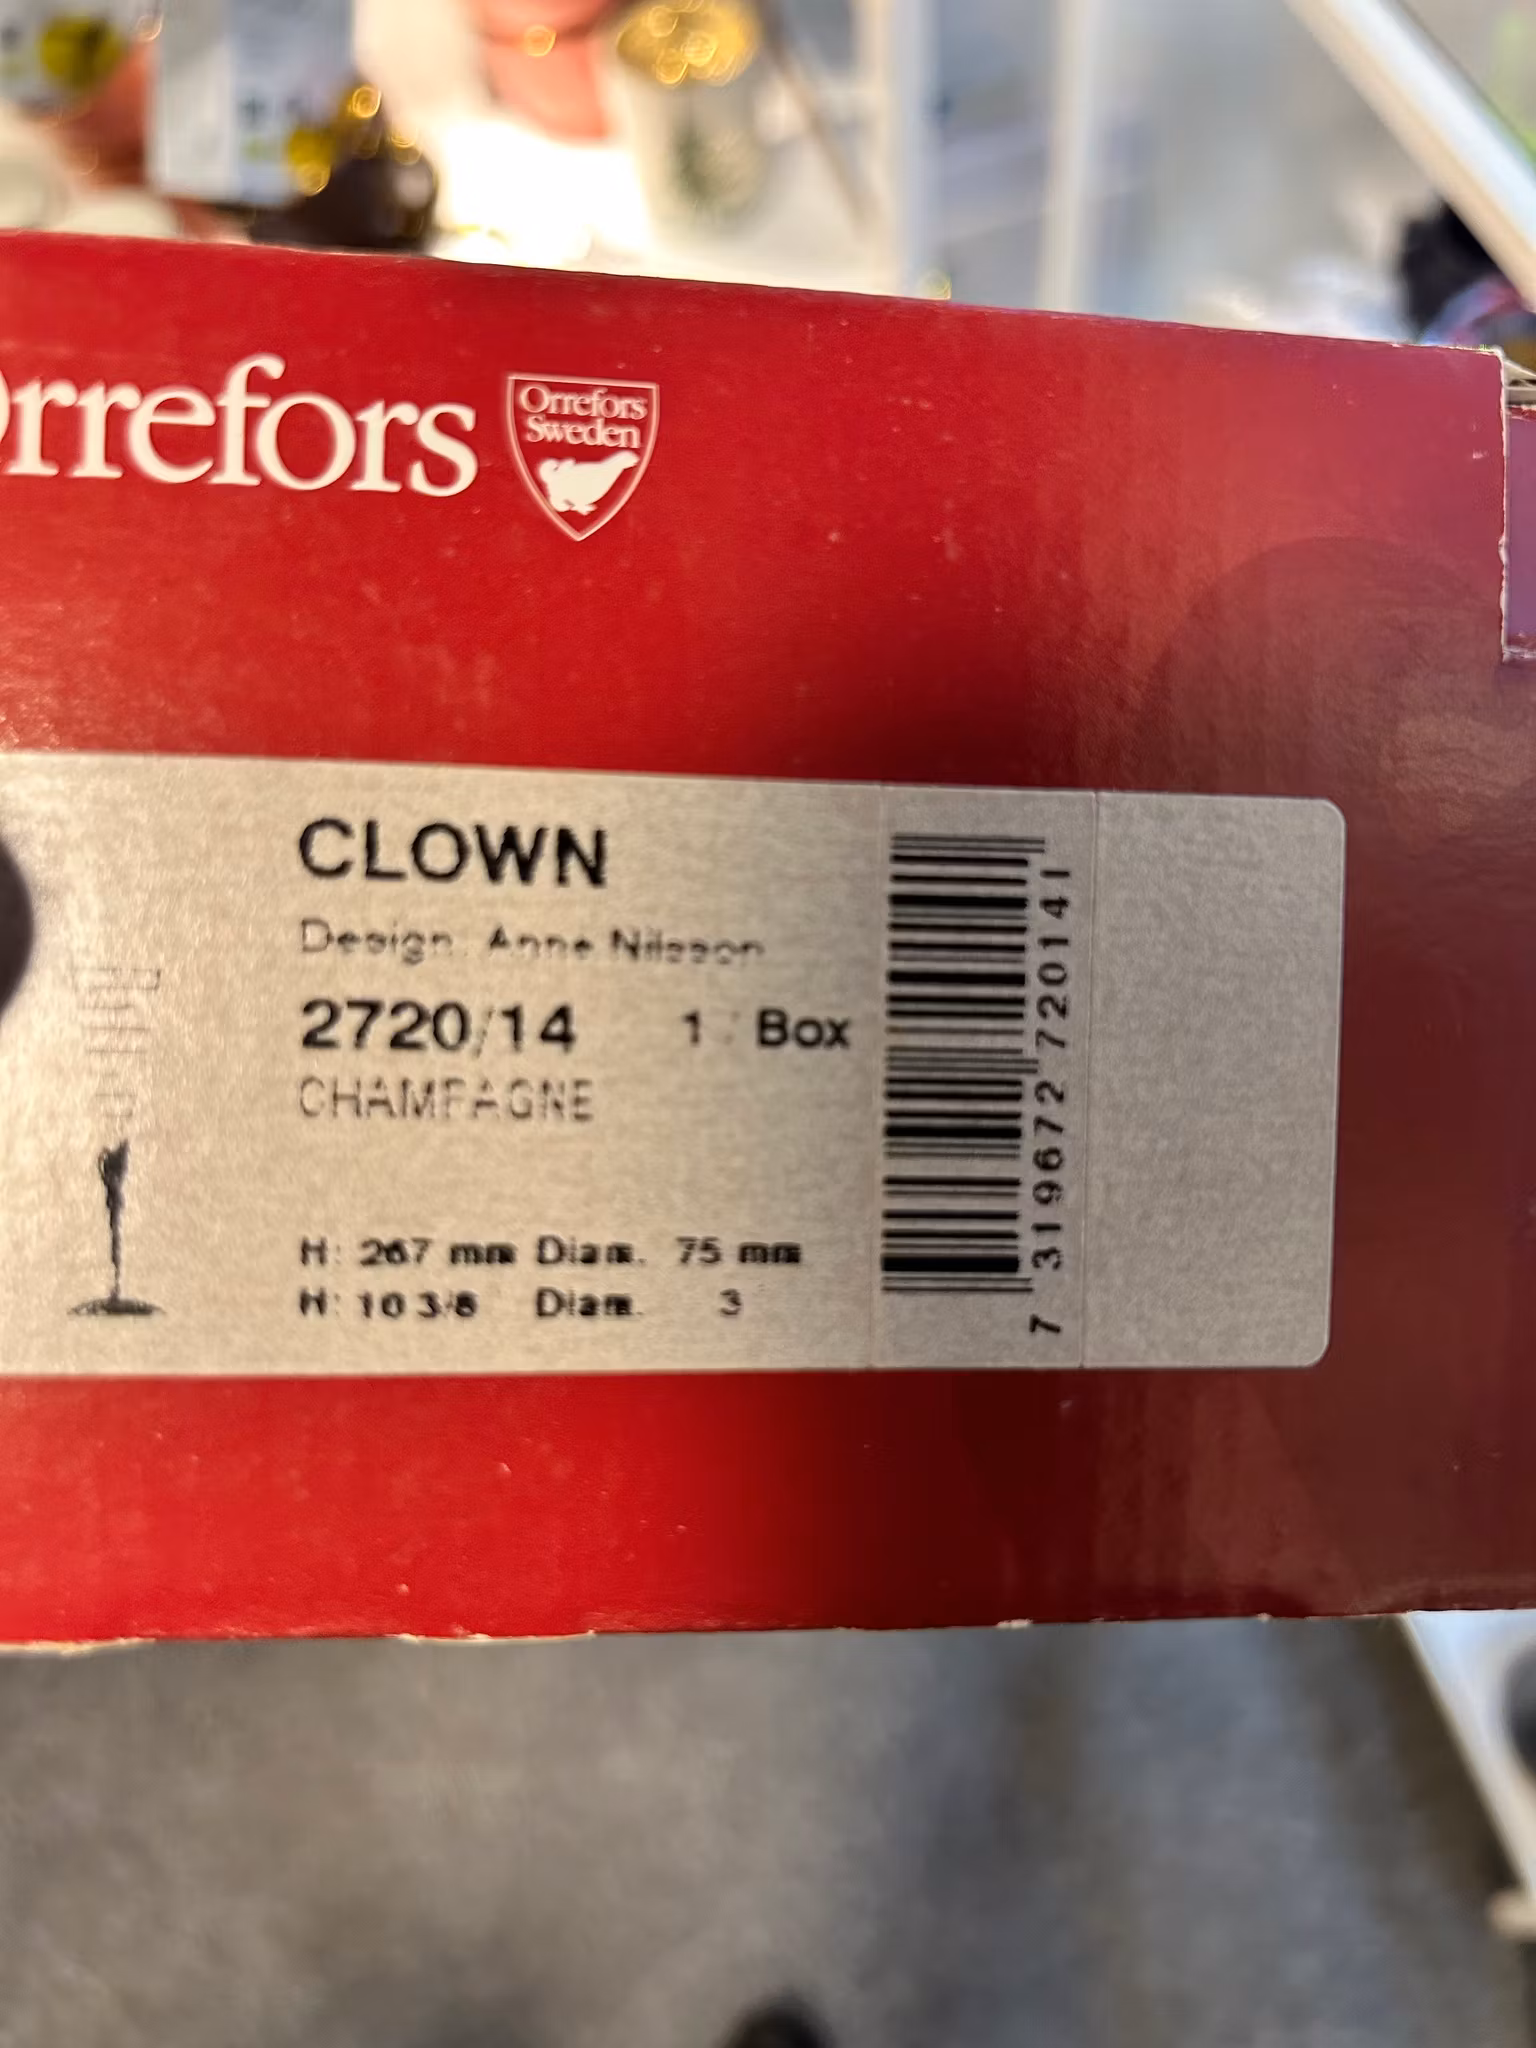 Orrefors
Orrefors
Sweden
CLOWN
Design: Anne Nilsson
2720/14 1 / Box
CHAMPAGNE
H: 267 mm Diam. 75 mm
H: 10 3/8 Diam. 3
7 319672 720141